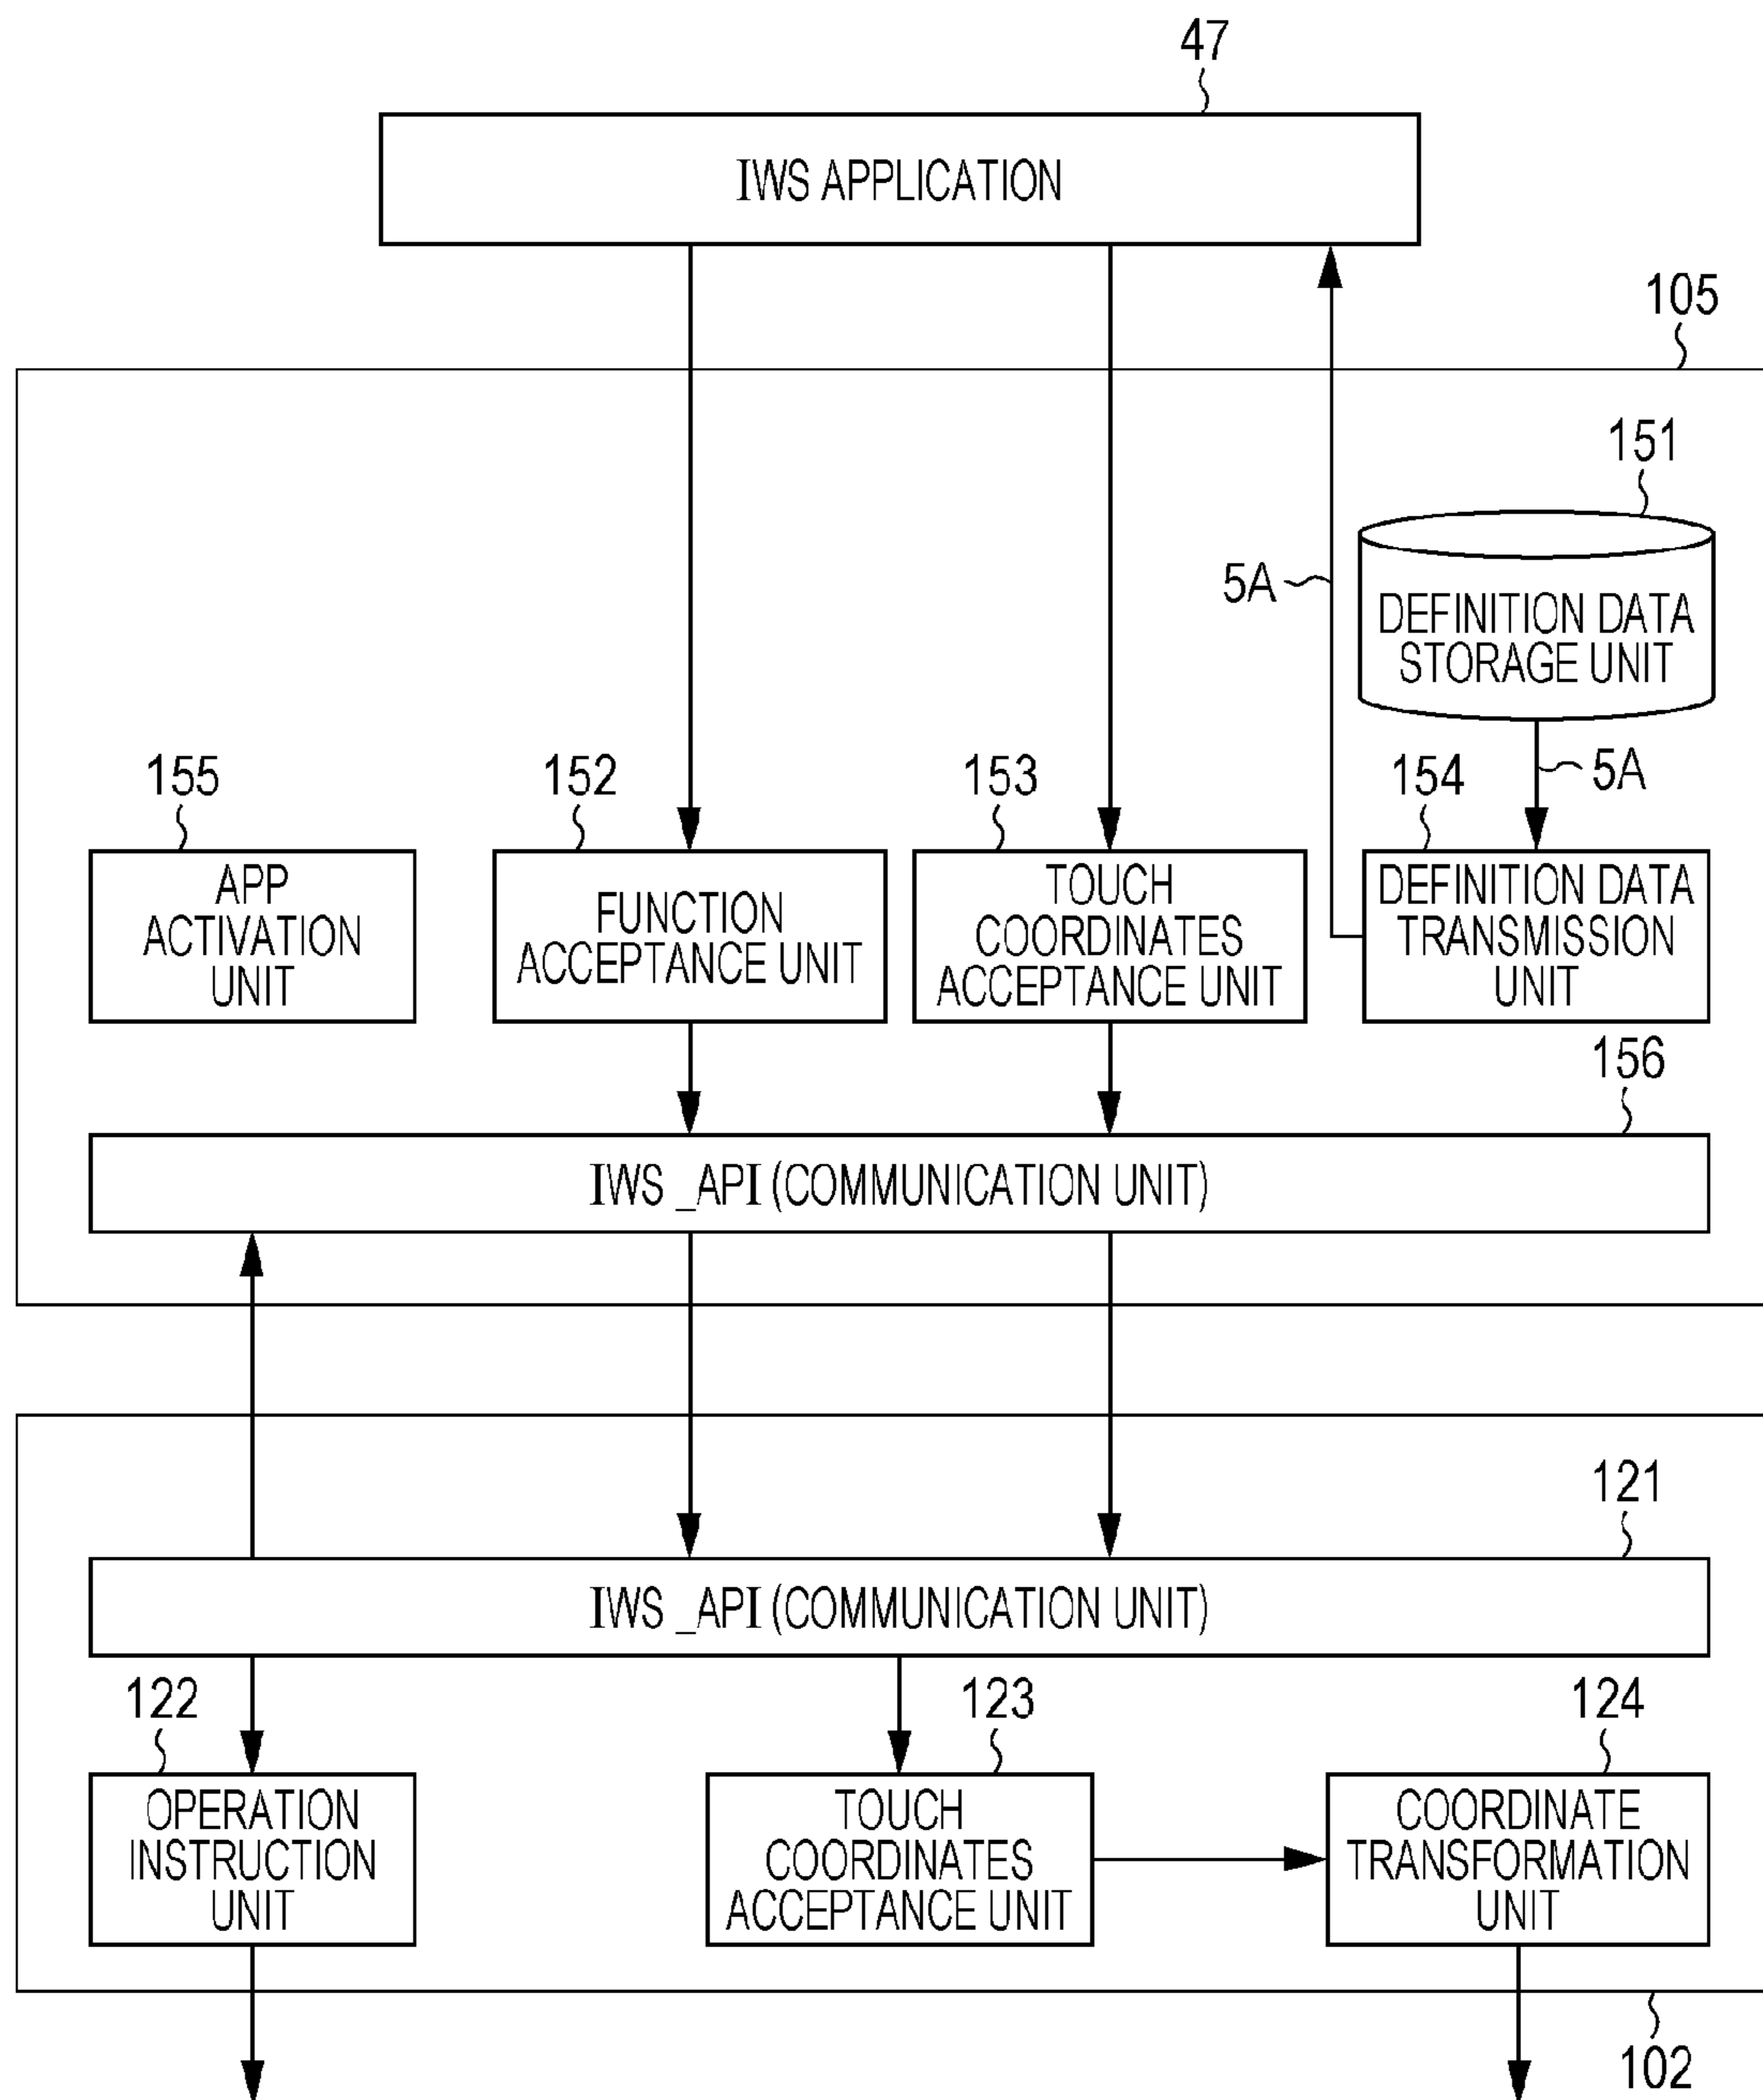 47
IWS APPLICATION
105
151
5A
DEFINITION DATA
STORAGE UNIT
155
152
153
154
5A
APP
ACTIVATION
UNIT
FUNCTION
ACCEPTANCE UNIT
TOUCH
COORDINATES
ACCEPTANCE UNIT
DEFINITION DATA
TRANSMISSION
UNIT
156
IWS _API (COMMUNICATION UNIT)
121
IWS _API (COMMUNICATION UNIT)
122
123
124
OPERATION
INSTRUCTION
UNIT
TOUCH
COORDINATES
ACCEPTANCE UNIT
COORDINATE
TRANSFORMATION
UNIT
102